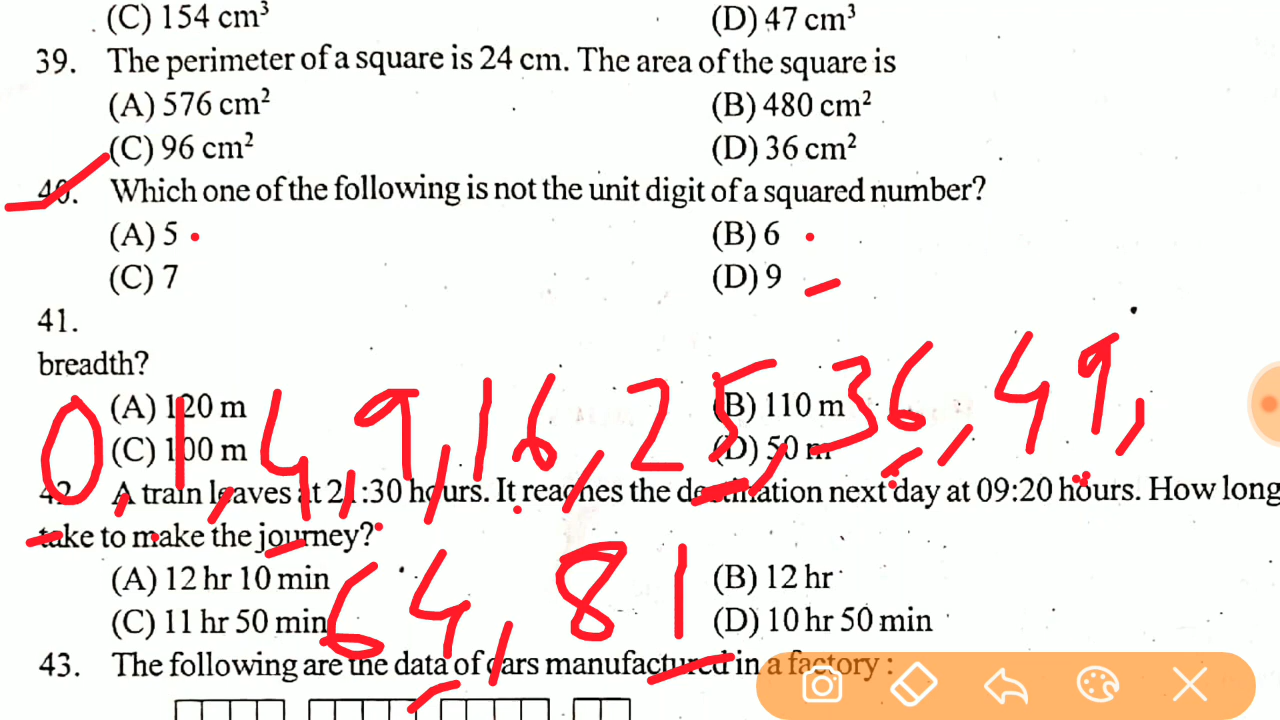 (C) 154 cm³ (D) 47 cm³
39. The perimeter of a square is 24 cm. The area of the square is
(A) 576 cm² (B) 480 cm²
(C) 96 cm² (D) 36 cm²
40. Which one of the following is not the unit digit of a squared number?
(A) 5 (B) 6
(C) 7 (D) 9
41.
breadth?
(A) 120 m (B) 110 m
(C) 100 m (D) 50 m
0, 1, 4, 9, 16, 25, 36, 49,
42. A train leaves at 21:30 hours. It reaches the destination next day at 09:20 hours. How long
take to make the journey?
(A) 12 hr 10 min (B) 12 hr
64, 81
(C) 11 hr 50 min (D) 10 hr 50 min
43. The following are the data of cars manufactured in a factory :